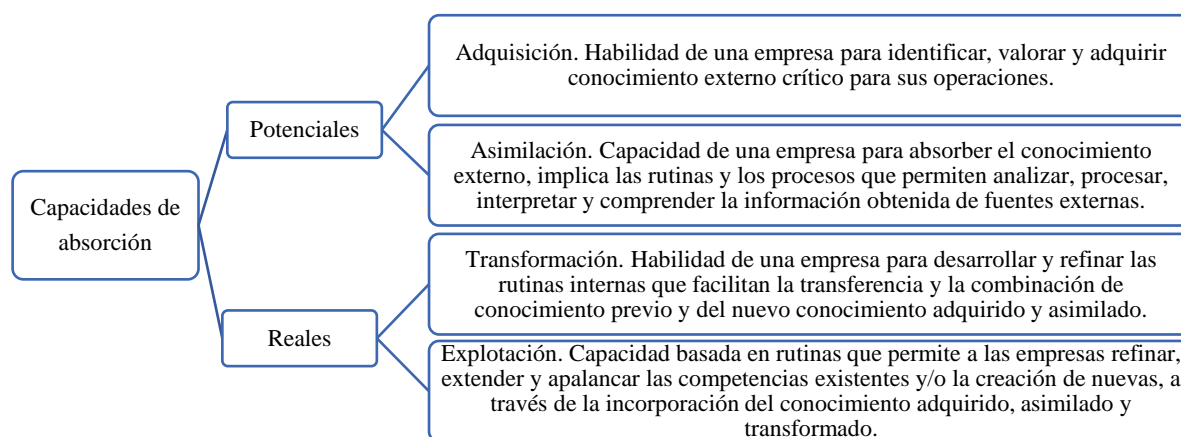 Adquisición. Habilidad de una empresa para identificar, valorar y adquirir
conocimiento externo crítico para sus operaciones.
Potenciales
Asimilación. Capacidad de una empresa para absorber el conocimiento
externo, implica las rutinas y los procesos que permiten analizar, procesar,
interpretar y comprender la información obtenida de fuentes externas.
Capacidades de
absorción
Transformación. Habilidad de una empresa para desarrollar y refinar las
rutinas internas que facilitan la transferencia y la combinación de
conocimiento previo y del nuevo conocimiento adquirido y asimilado.
Reales
Explotación. Capacidad basada en rutinas que permite a las empresas refinar,
extender y apalancar las competencias existentes y/o la creación de nuevas, a
través de la incorporación del conocimiento adquirido, asimilado y
transformado.